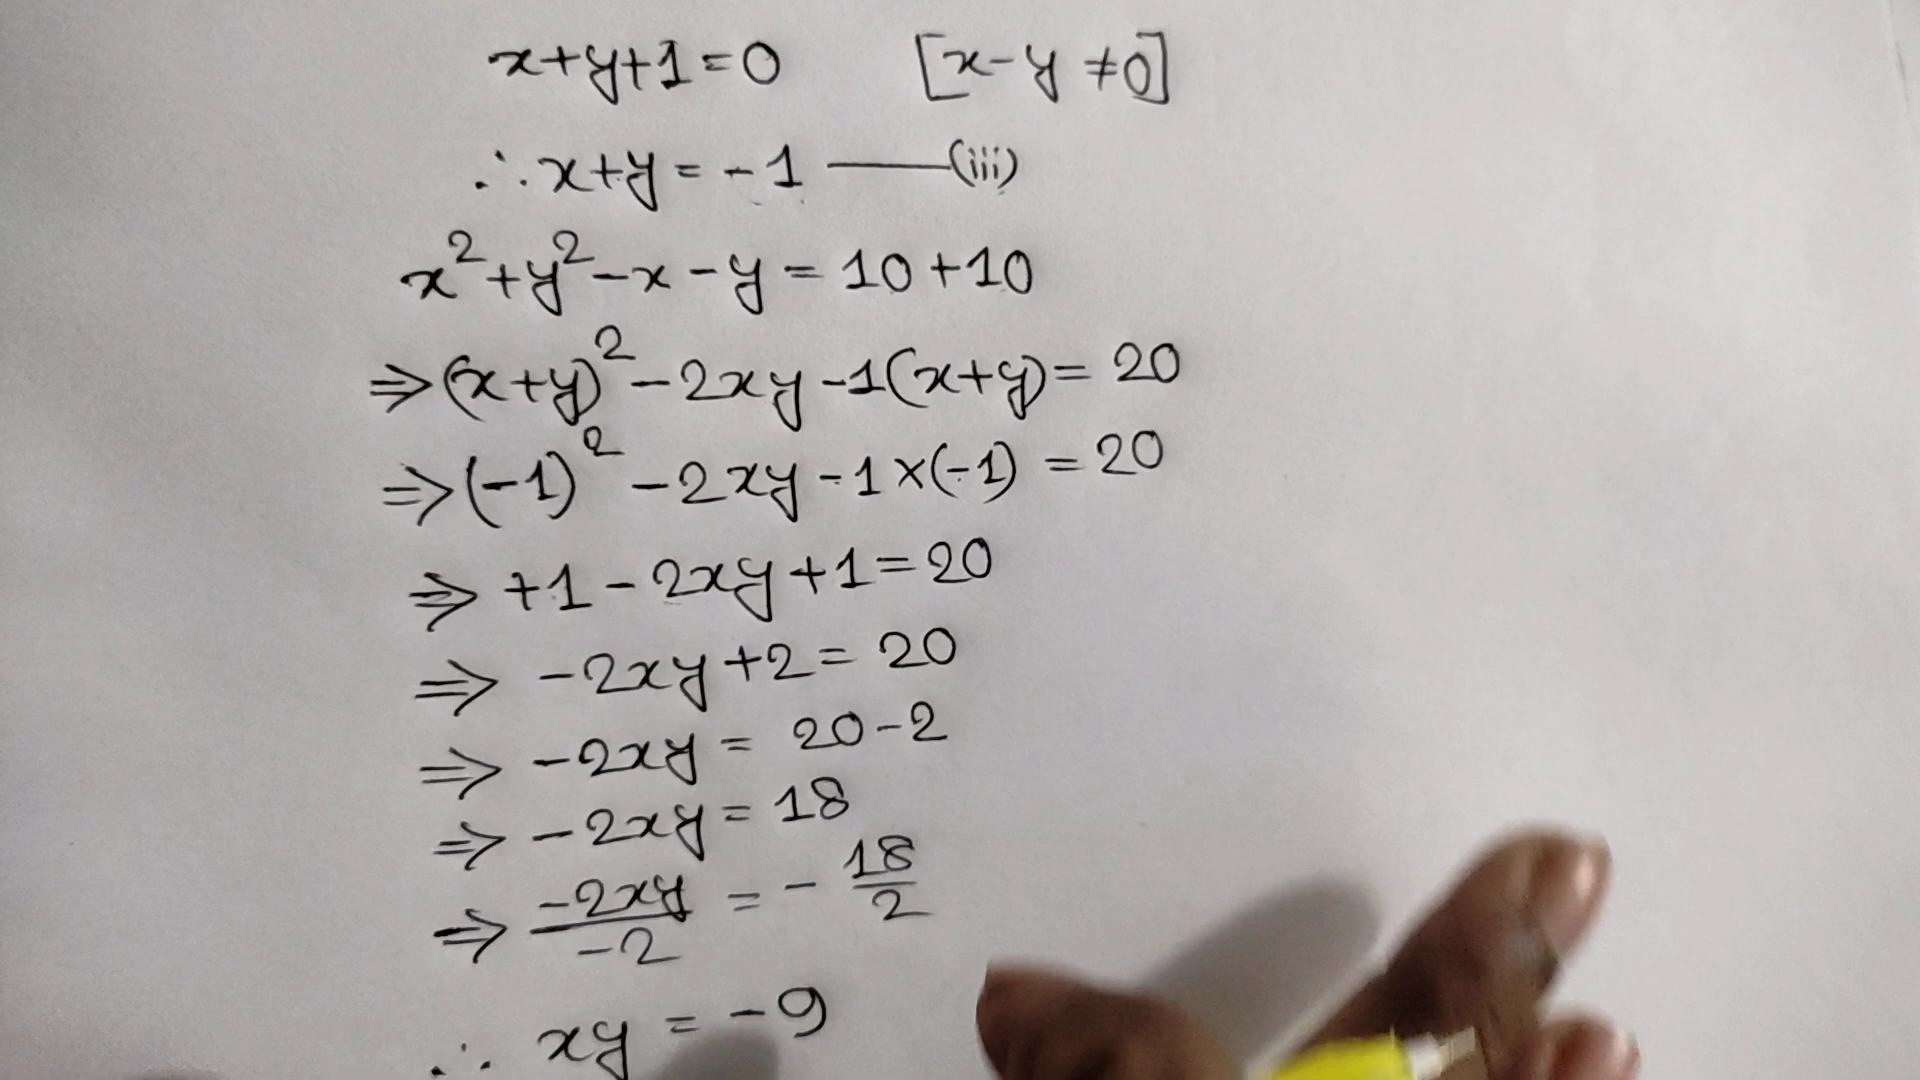 x+y+1=0 [x-y ≠0]
∴ x+y = -1 ——(iii)
x²+y²-x-y = 10+10
⇒(x+y)²-2xy-1(x+y)= 20
⇒(-1)²-2xy-1×(-1) =20
⇒ +1-2xy+1=20
⇒ -2xy+2= 20
⇒ -2xy = 20-2
⇒ -2xy = 18
⇒ -2xy/-2 = - 18/2
∴ xy = -9